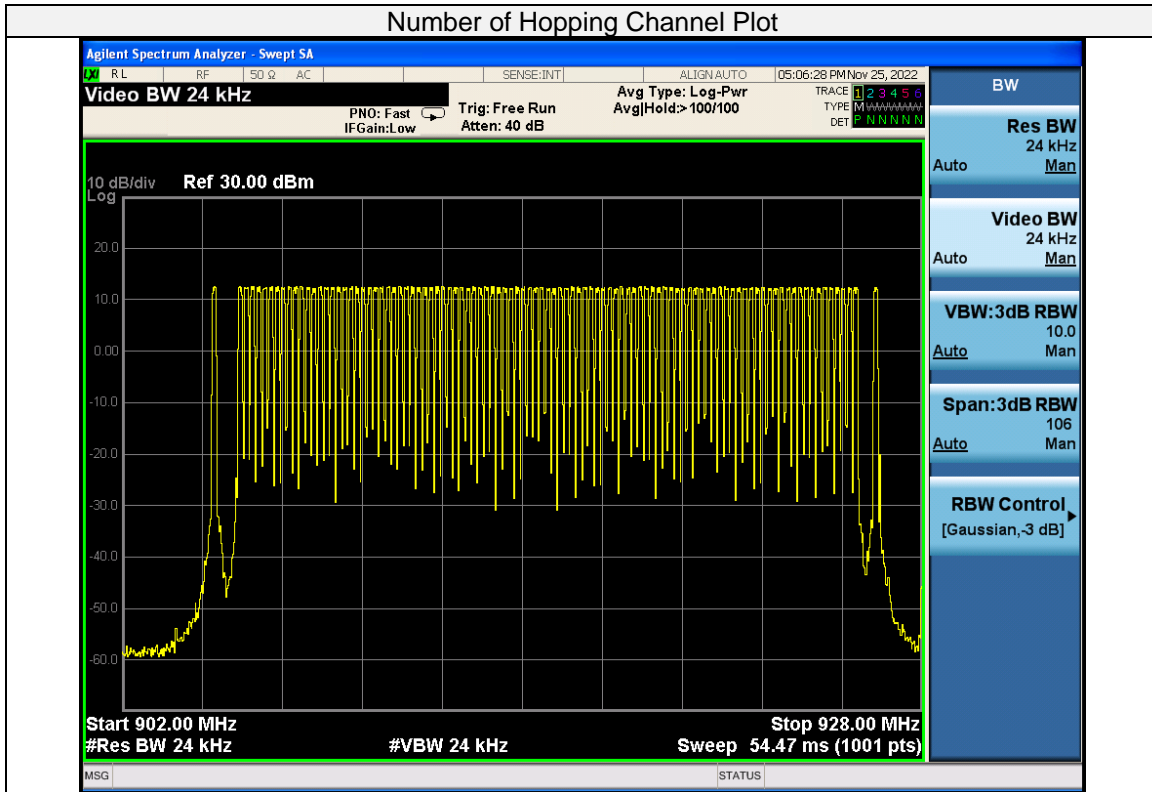 Number of Hopping Channel Plot
Agilent Spectrum Analyzer - Swept SA
LXI RL RF 50 Ω AC SENSE:INT ALIGN AUTO 05:06:28 PM Nov 25, 2022
Video BW 24 kHz
PNO: Fast
IFGain:Low
Trig: Free Run
Atten: 40 dB
Avg Type: Log-Pwr
Avg|Hold:>100/100
TRACE 1 2 3 4 5 6
TYPE M WWWWW
DET P N N N N N
10 dB/div Ref 30.00 dBm
Log
20.0
10.0
0.00
-10.0
-20.0
-30.0
-40.0
-50.0
-60.0
Start 902.00 MHz Stop 928.00 MHz
#Res BW 24 kHz #VBW 24 kHz Sweep 54.47 ms (1001 pts)
MSG STATUS
BW
Res BW
24 kHz
Auto Man
Video BW
24 kHz
Auto Man
VBW:3dB RBW
10.0
Auto Man
Span:3dB RBW
106
Auto Man
RBW Control
[Gaussian,-3 dB]